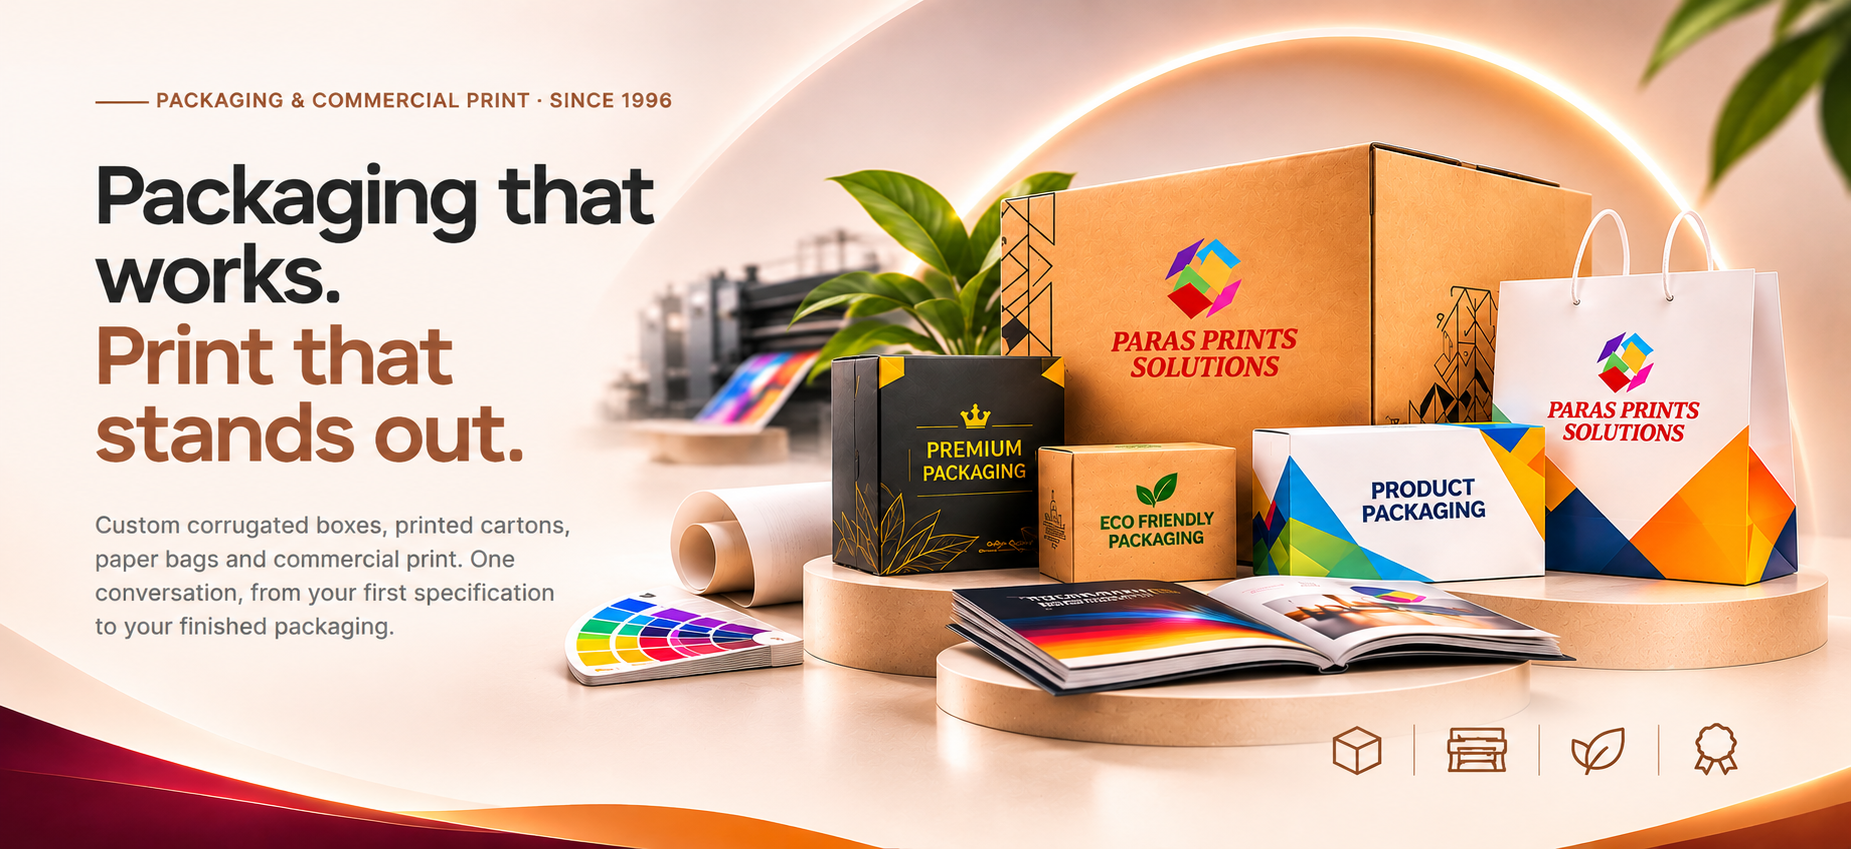 PACKAGING & COMMERCIAL PRINT · SINCE 1996
Packaging that
works.
Print that
stands out.
Custom corrugated boxes, printed cartons,
paper bags and commercial print. One
conversation, from your first specification
to your finished packaging.
PARAS PRINTS
SOLUTIONS
PARAS PRINTS
SOLUTIONS
PREMIUM
PACKAGING
ECO FRIENDLY
PACKAGING
PRODUCT
PACKAGING